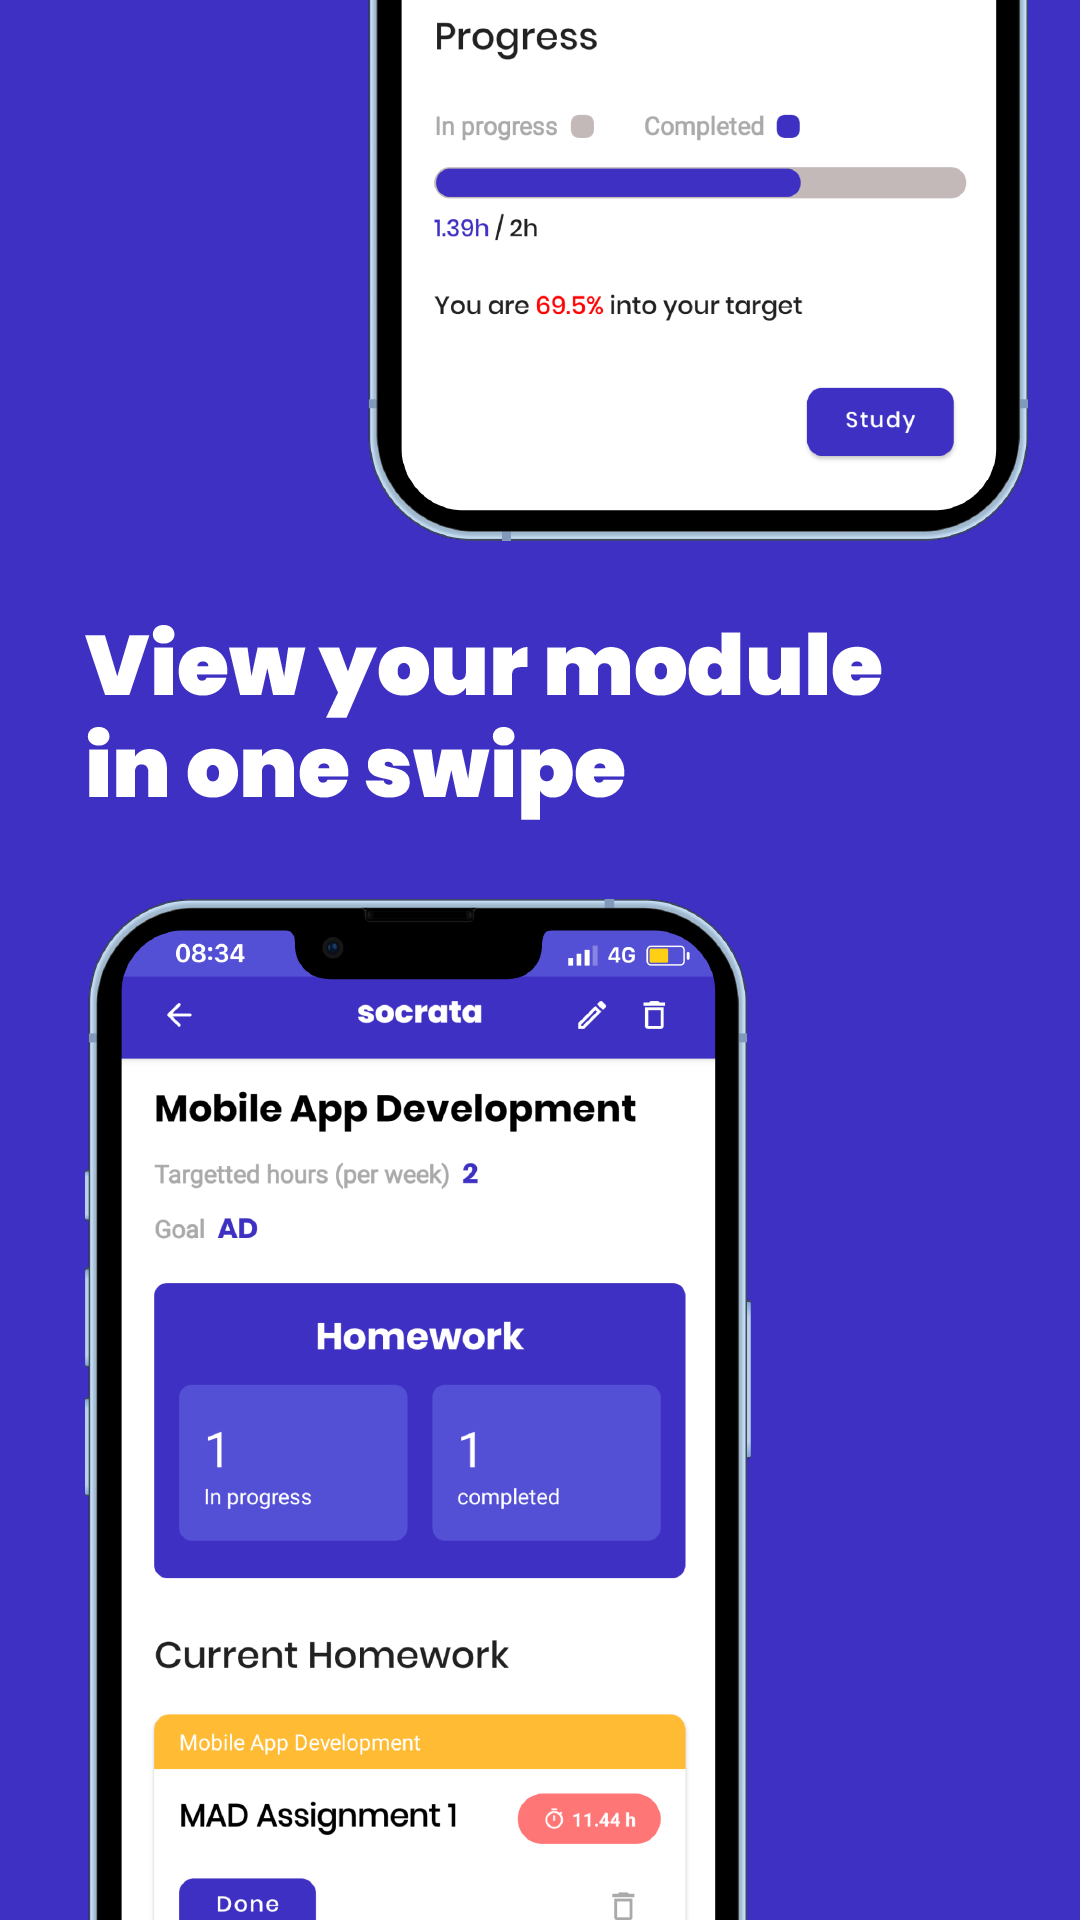 Progress
In progress Completed
1.39h / 2h
You are 69.5% into your target
Study
View your module
in one swipe
08:34 4G
socrata
Mobile App Development
Targetted hours (per week) 2
Goal AD
Homework
1 1
In progress completed
Current Homework
Mobile App Development
MAD Assignment 1 11.44 h
Done